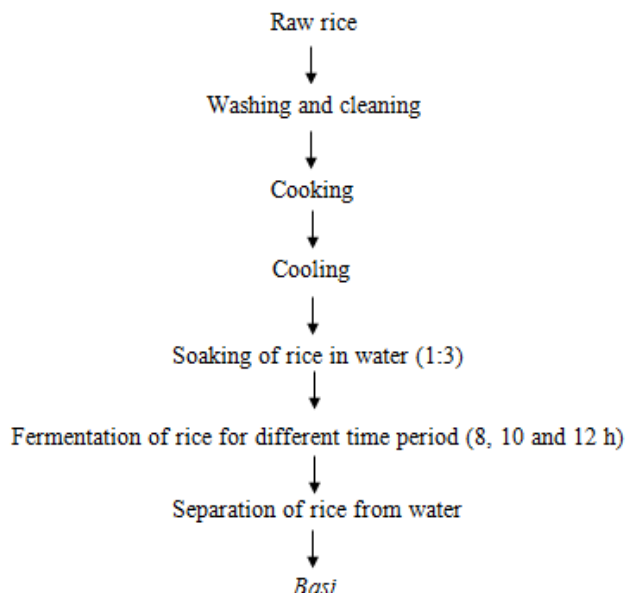 Raw rice
Washing and cleaning
Cooking
Cooling
Soaking of rice in water (1:3)
Fermentation of rice for different time period (8, 10 and 12 h)
Separation of rice from water
Basi